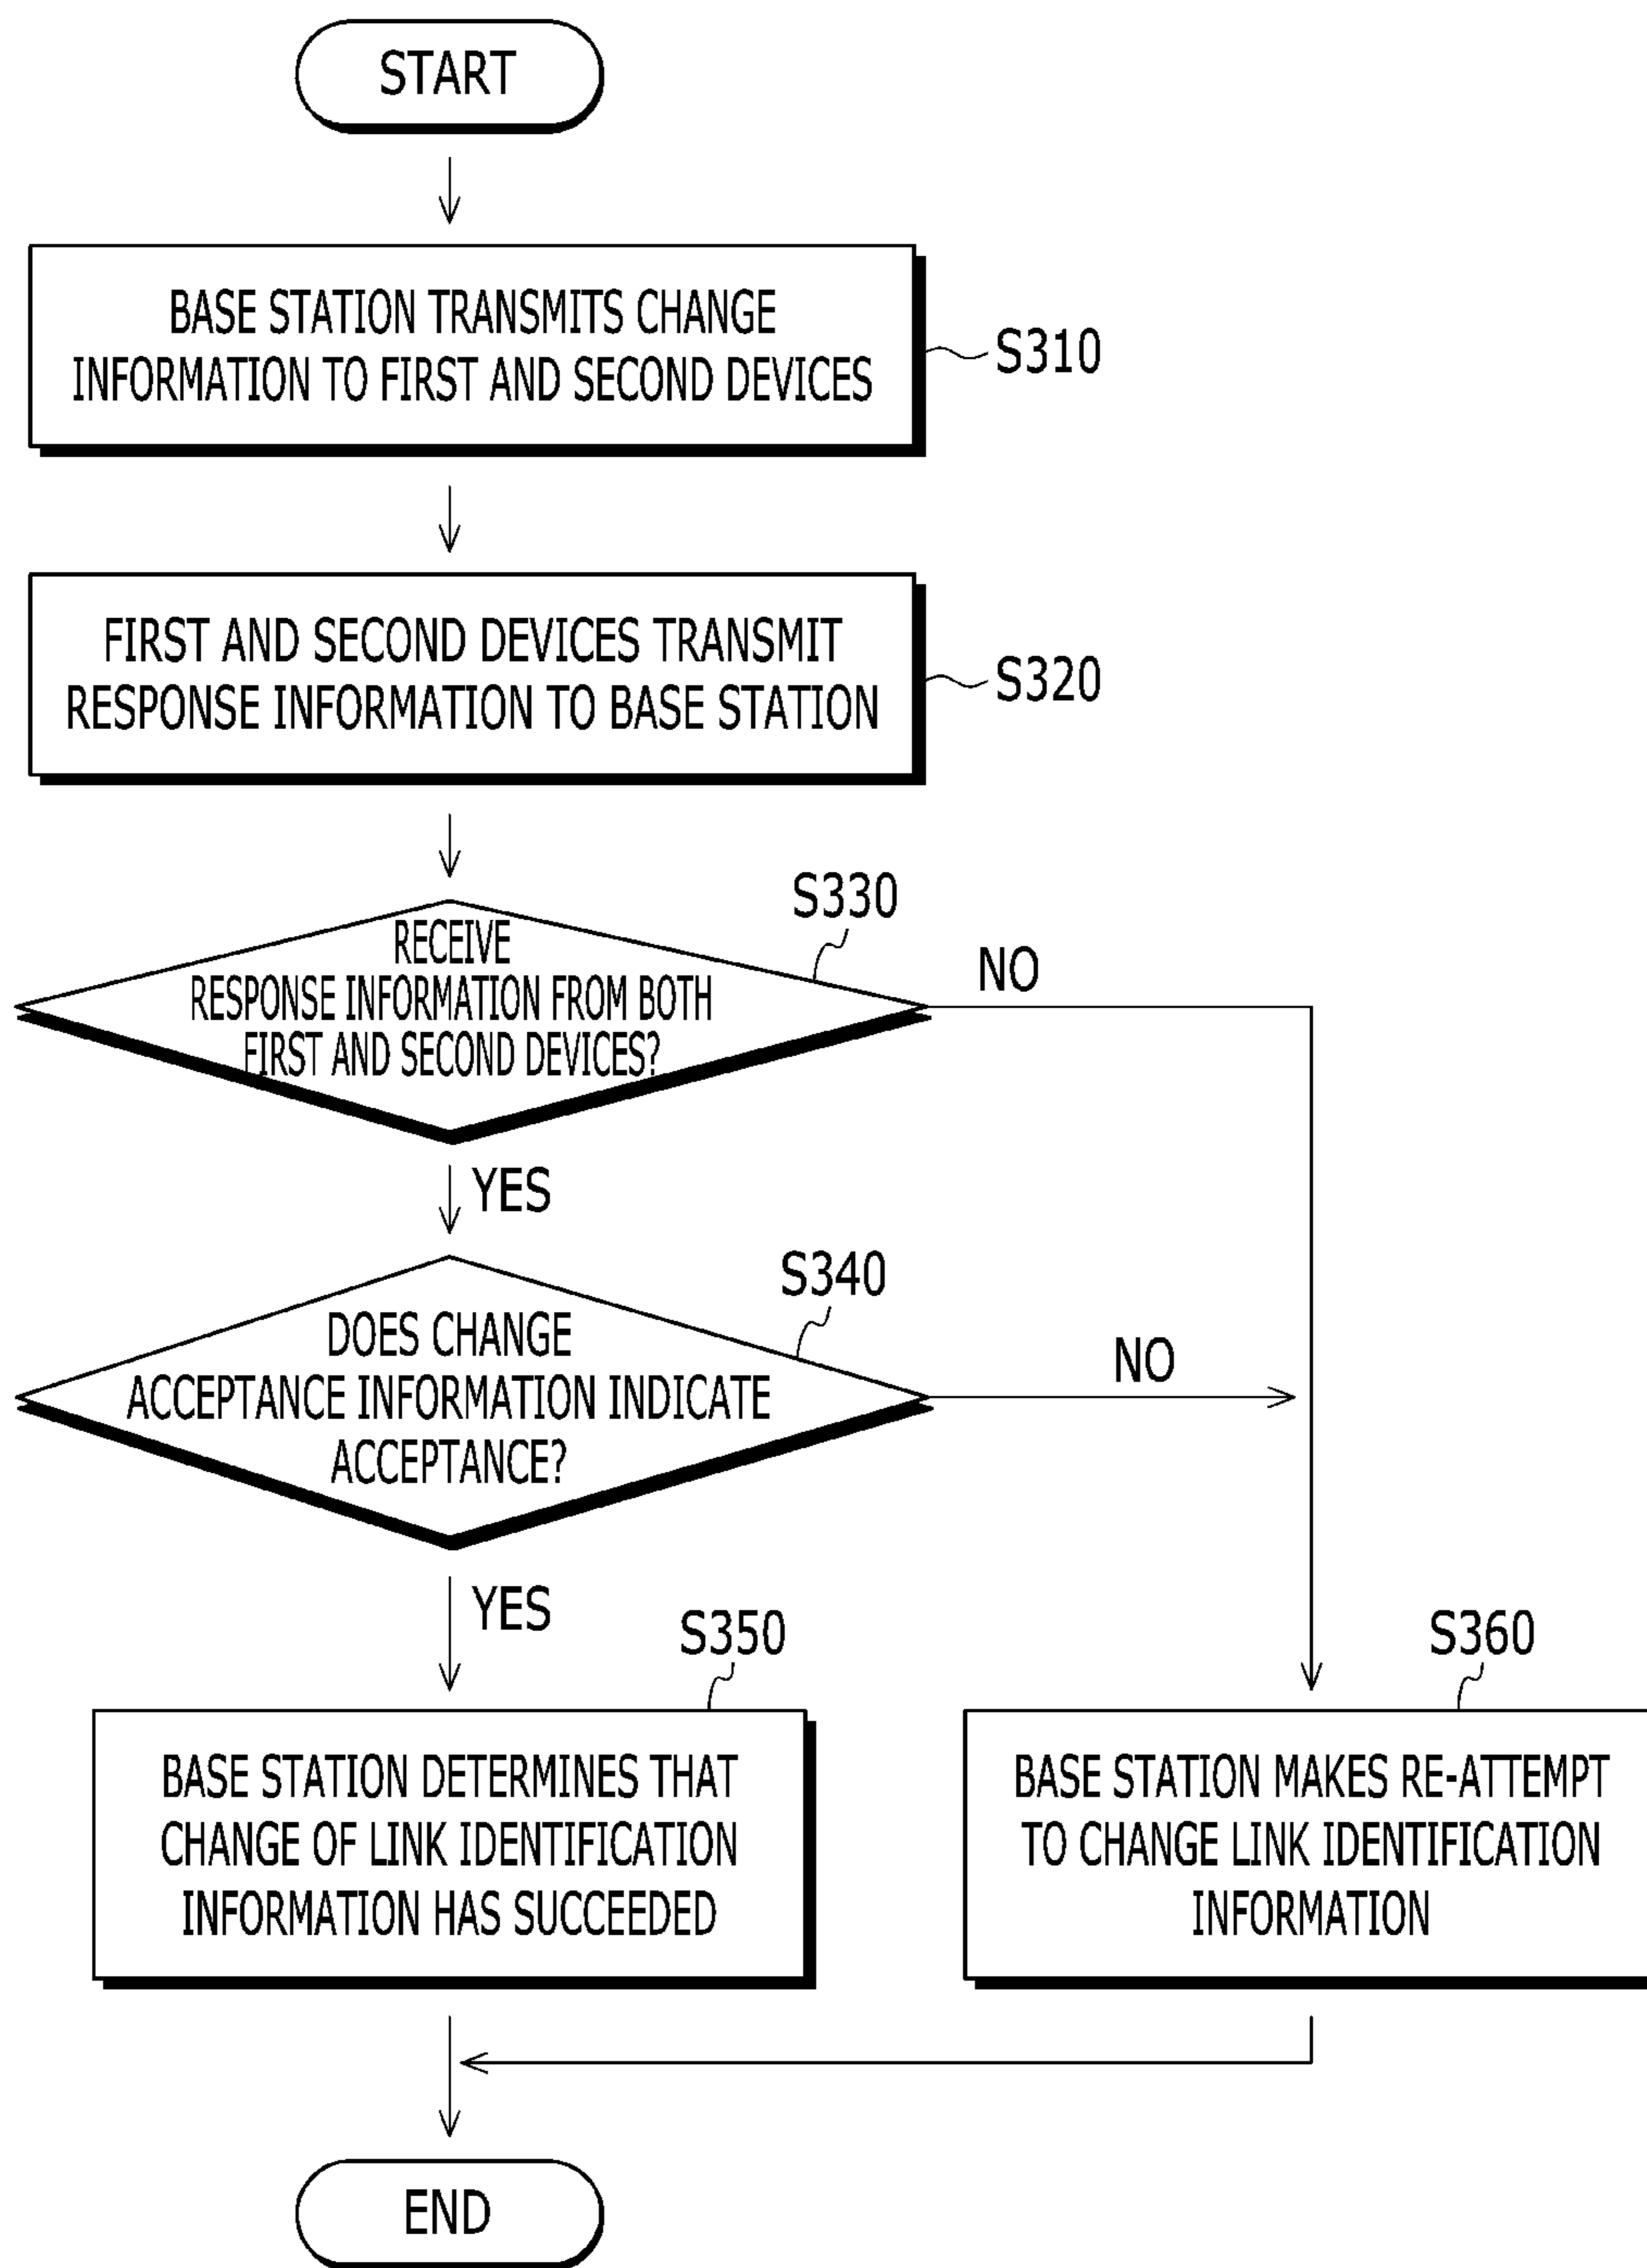 START
BASE STATION TRANSMITS CHANGE
INFORMATION TO FIRST AND SECOND DEVICES
S310
FIRST AND SECOND DEVICES TRANSMIT
RESPONSE INFORMATION TO BASE STATION
S320
S330
RECEIVE
RESPONSE INFORMATION FROM BOTH
FIRST AND SECOND DEVICES?
NO
YES
S340
DOES CHANGE
ACCEPTANCE INFORMATION INDICATE
ACCEPTANCE?
NO
YES
S350
BASE STATION DETERMINES THAT
CHANGE OF LINK IDENTIFICATION
INFORMATION HAS SUCCEEDED
S360
BASE STATION MAKES RE-ATTEMPT
TO CHANGE LINK IDENTIFICATION
INFORMATION
END